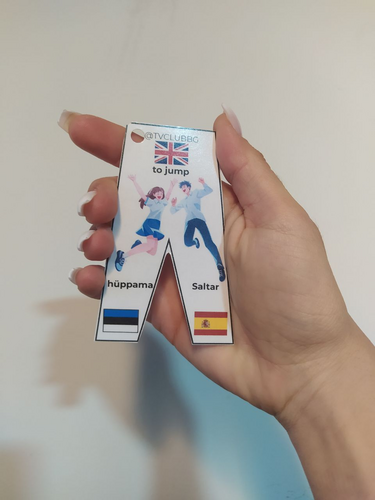 @TVCLUBBG
to jump
hüppama
Saltar